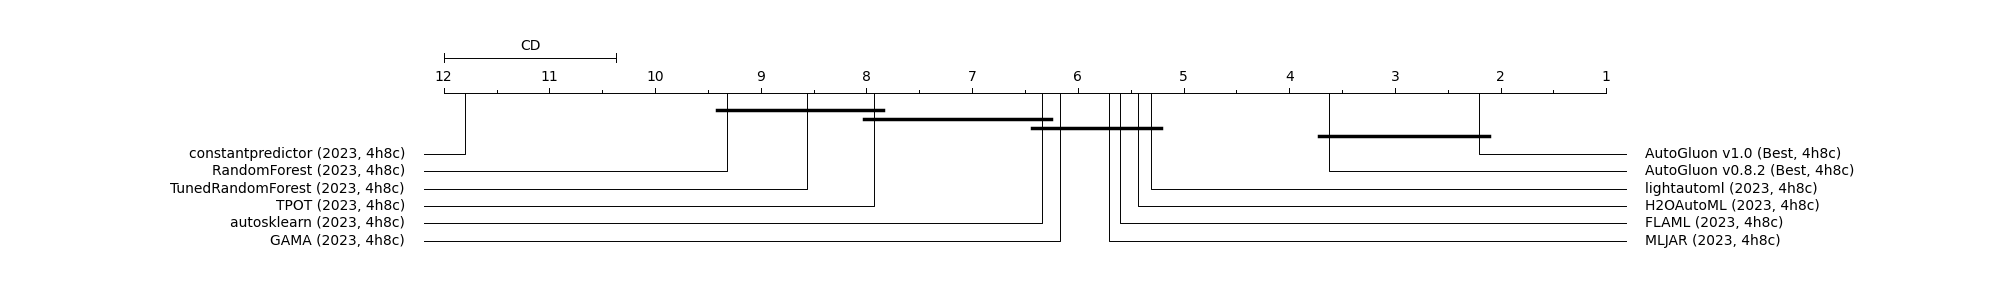 CD
12 11 10 9 8 7 6 5 4 3 2 1
constantpredictor (2023, 4h8c)
RandomForest (2023, 4h8c)
TunedRandomForest (2023, 4h8c)
TPOT (2023, 4h8c)
autosklearn (2023, 4h8c)
GAMA (2023, 4h8c)
AutoGluon v1.0 (Best, 4h8c)
AutoGluon v0.8.2 (Best, 4h8c)
lightautoml (2023, 4h8c)
H2OAutoML (2023, 4h8c)
FLAML (2023, 4h8c)
MLJAR (2023, 4h8c)